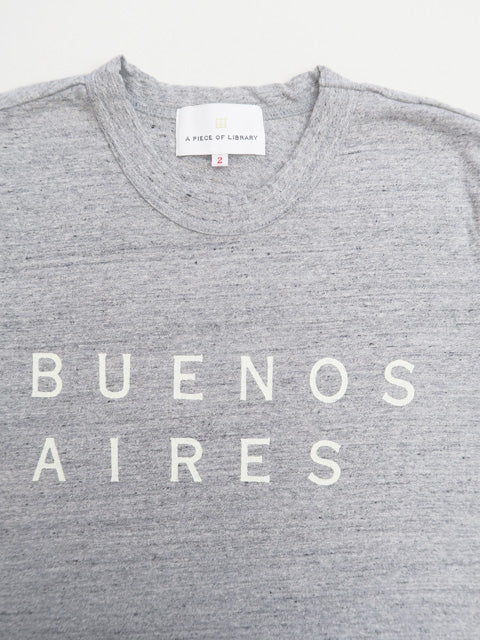 A PIECE OF LIBRARY
2
BUENOS
AIRES